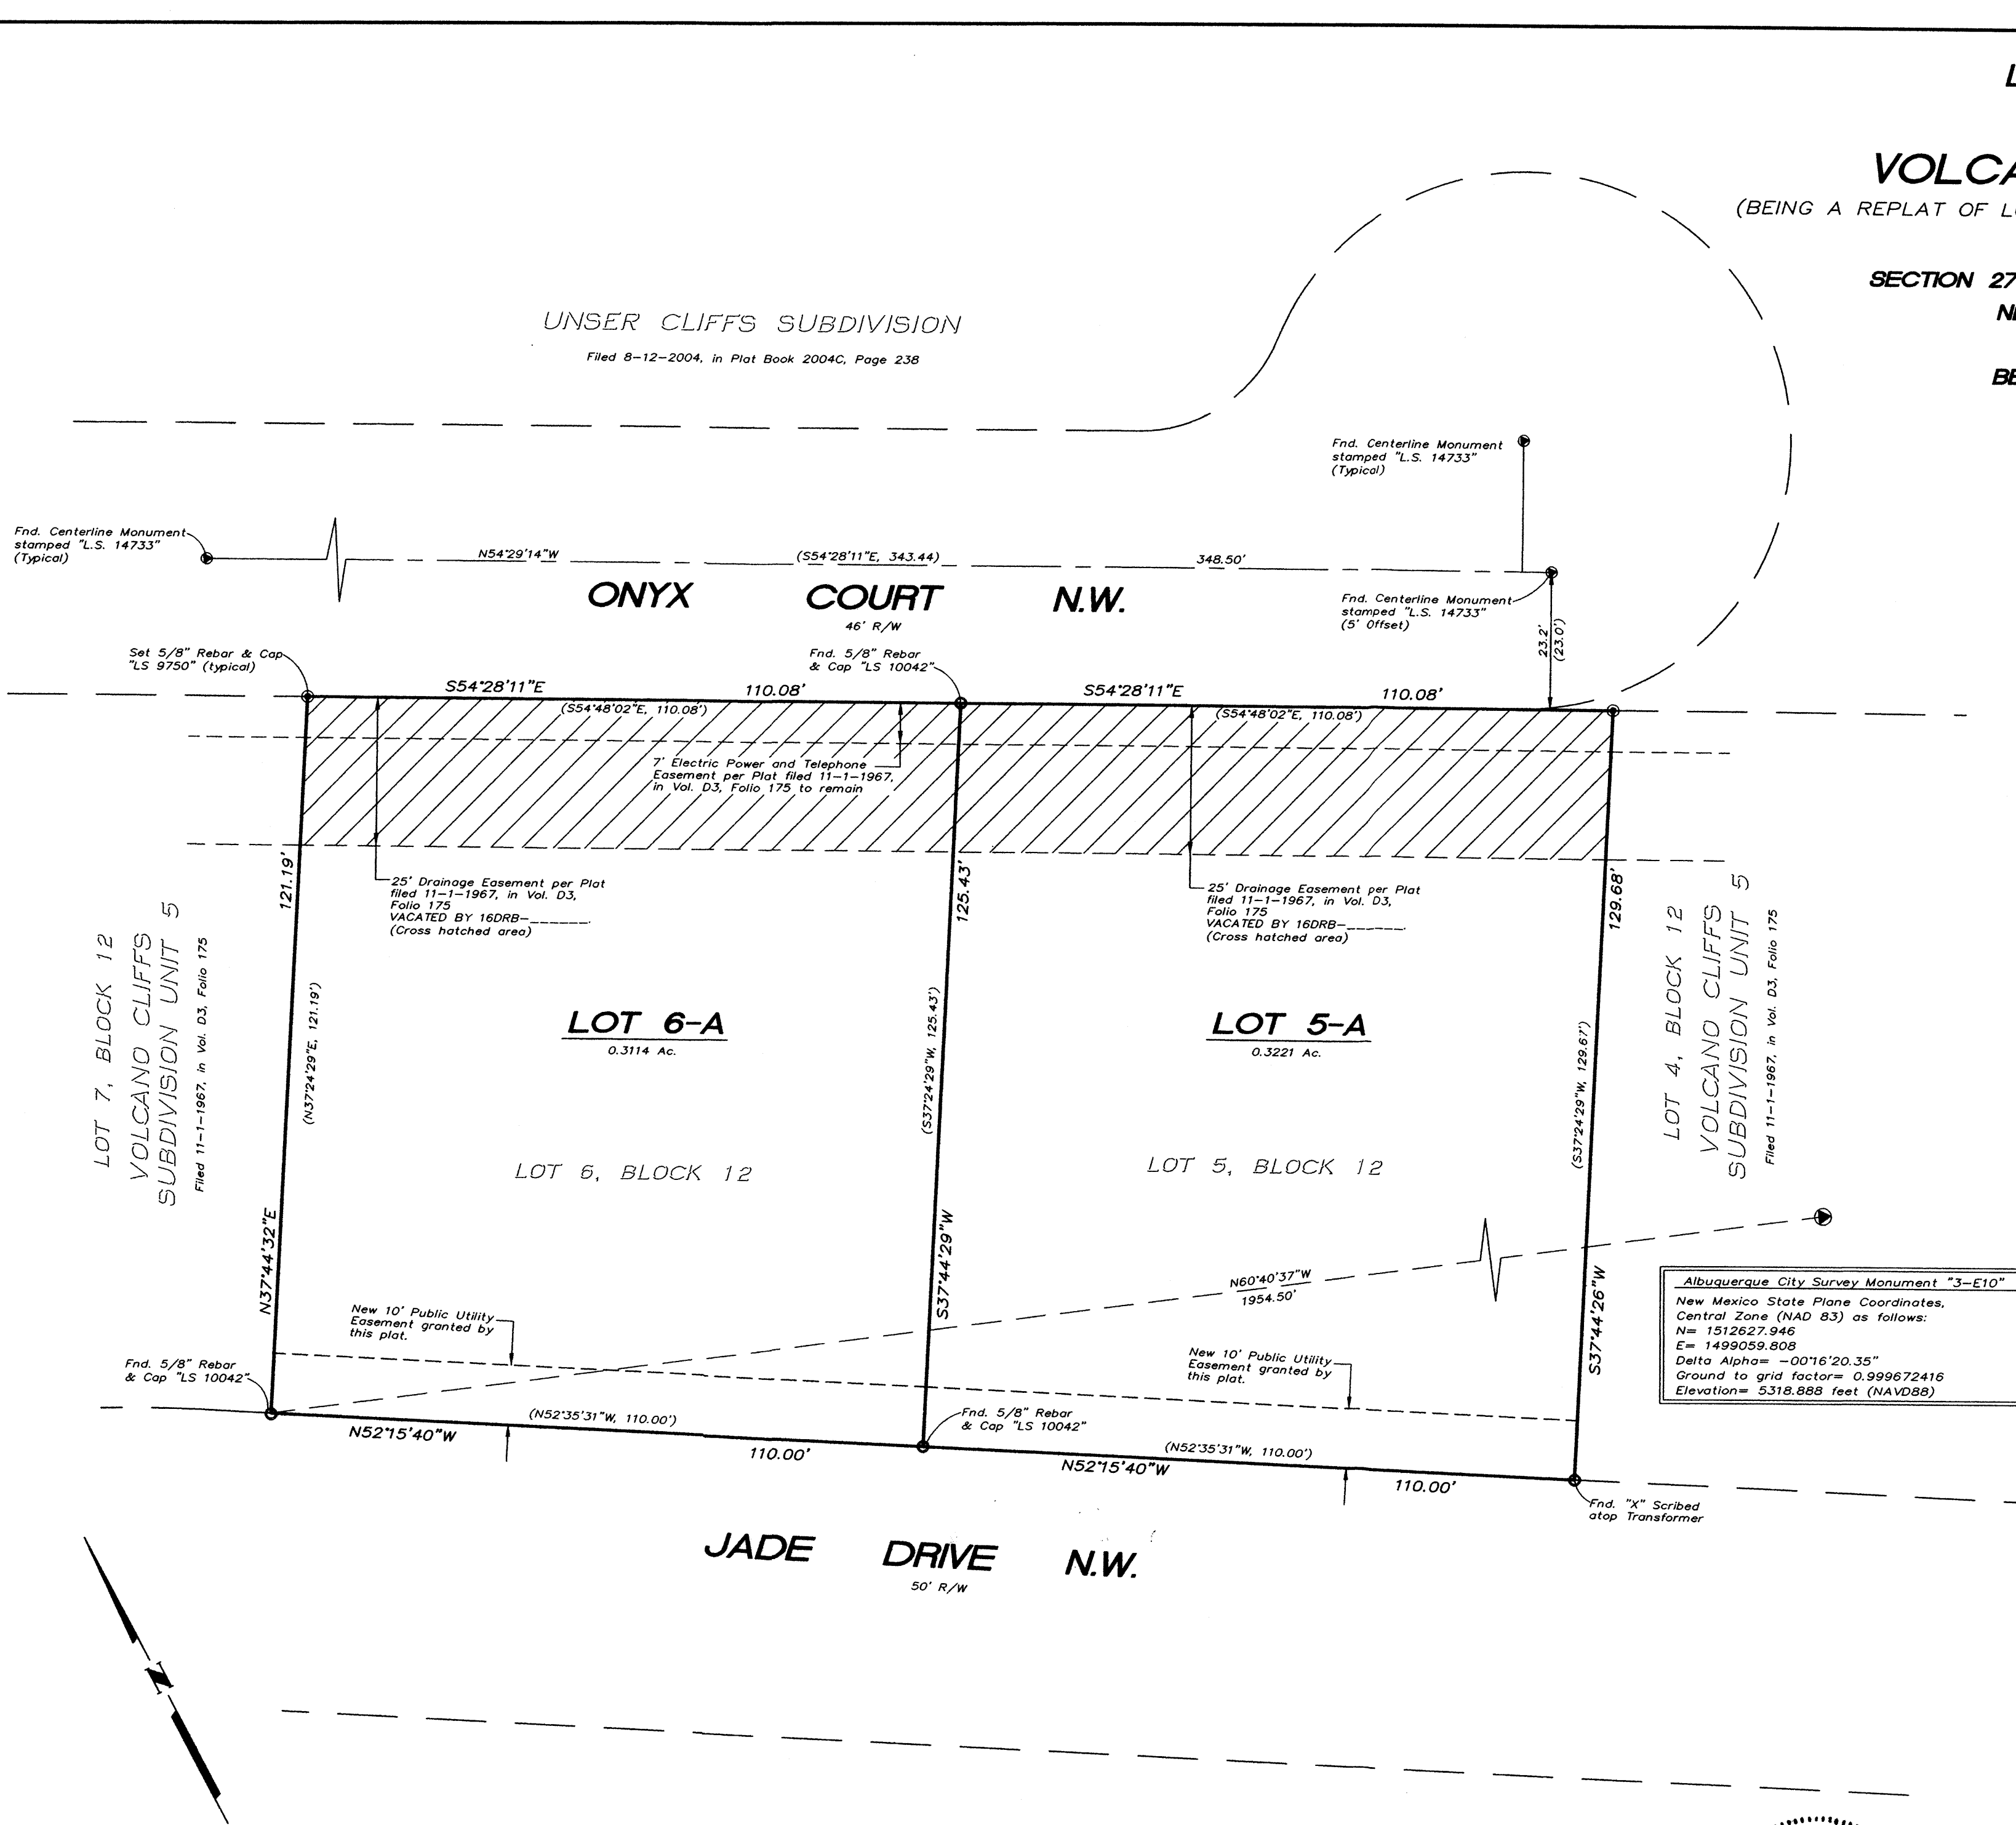 L
VOLCA
(BEING A REPLAT OF L
SECTION 27
N
BE
UNSER CLIFFS SUBDIVISION
Filed 8-12-2004, in Plat Book 2004C, Page 238
Fnd. Centerline Monument
stamped "L.S. 14733"
(Typical)
Fnd. Centerline Monument
stamped "L.S. 14733"
(Typical)
N54°29'14"W
(S54°28'11"E, 343.44)
348.50'
ONYX COURT N.W.
46' R/W
Fnd. Centerline Monument
stamped "L.S. 14733"
(5' Offset)
23.2'
(23.0')
Set 5/8" Rebar & Cap
"LS 9750" (typical)
Fnd. 5/8" Rebar
& Cap "LS 10042"
S54°28'11"E
110.08'
S54°28'11"E
110.08'
(S54°48'02"E, 110.08')
(S54°48'02"E, 110.08')
7' Electric Power and Telephone
Easement per Plat filed 11-1-1967,
in Vol. D3, Folio 175 to remain
121.19'
125.43'
129.68'
25' Drainage Easement per Plat
filed 11-1-1967, in Vol. D3,
Folio 175
VACATED BY 16DRB-_______.
(Cross hatched area)
25' Drainage Easement per Plat
filed 11-1-1967, in Vol. D3,
Folio 175
VACATED BY 16DRB-_______.
(Cross hatched area)
LOT 7, BLOCK 12
VOLCANO CLIFFS
SUBDIVISION UNIT 5
Filed 11-1-1967, in Vol. D3, Folio 175
(N37°24'29"E, 121.19')
LOT 6-A
0.3114 Ac.
(S37°24'29"W, 125.43')
LOT 5-A
0.3221 Ac.
(S37°24'29"W, 129.67')
LOT 4, BLOCK 12
VOLCANO CLIFFS
SUBDIVISION UNIT 5
Filed 11-1-1967, in Vol. D3, Folio 175
LOT 6, BLOCK 12
LOT 5, BLOCK 12
N37°44'32"E
S37°44'29"W
S37°44'26"W
N60°40'37"W
1954.50'
Albuquerque City Survey Monument "3-E10"
New Mexico State Plane Coordinates,
Central Zone (NAD 83) as follows:
N= 1512627.946
E= 1499059.808
Delta Alpha= -00°16'20.35"
Ground to grid factor= 0.999672416
Elevation= 5318.888 feet (NAVD88)
New 10' Public Utility
Easement granted by
this plat.
New 10' Public Utility
Easement granted by
this plat.
Fnd. 5/8" Rebar
& Cap "LS 10042"
(N52°35'31"W, 110.00')
N52°15'40"W
110.00'
Fnd. 5/8" Rebar
& Cap "LS 10042"
(N52°35'31"W, 110.00')
N52°15'40"W
110.00'
Fnd. "X" Scribed
atop Transformer
JADE DRIVE N.W.
50' R/W
N